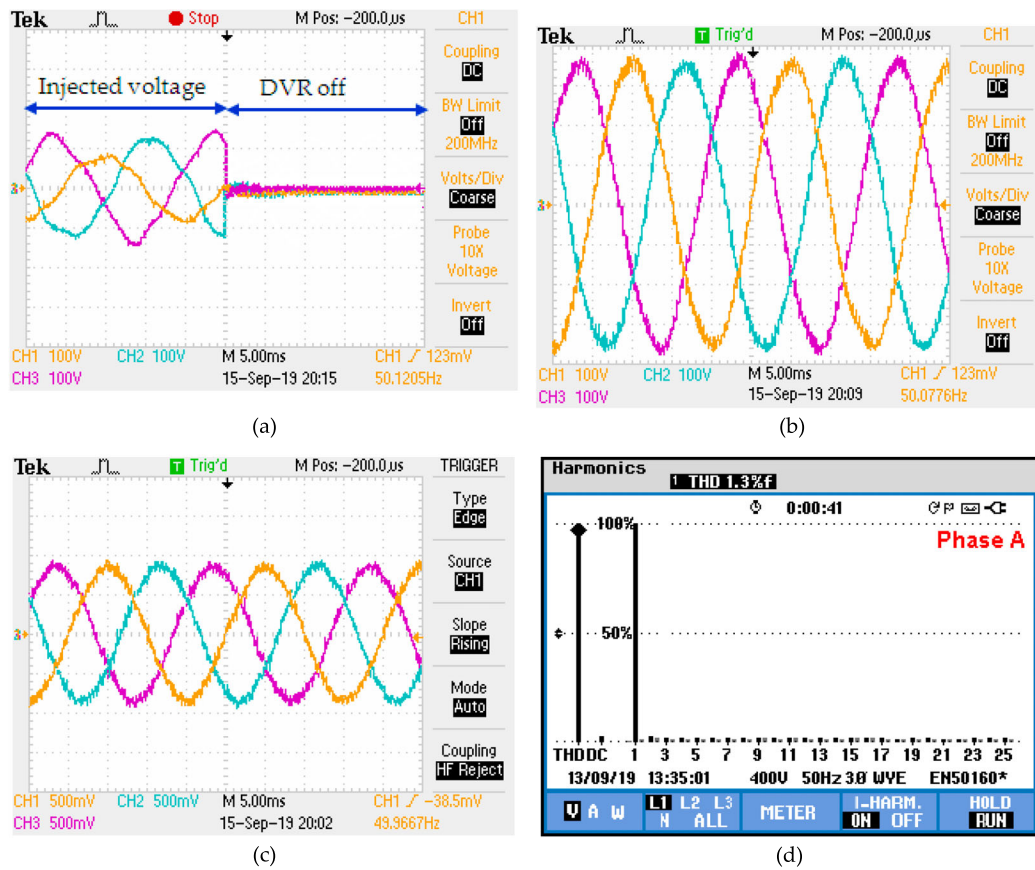 Tek Stop M Pos: -200.0us CH1
Injected voltage DVR off
Coupling
DC
BW Limit
Off
200MHz
Volts/Div
Coarse
Probe
10X
Voltage
Invert
Off
CH1 100V CH2 100V M 5.00ms CH1 123mV
CH3 100V 15-Sep-19 20:15 50.1205Hz
(a)
Tek T Trig'd M Pos: -200.0us CH1
Coupling
DC
BW Limit
Off
200MHz
Volts/Div
Coarse
Probe
10X
Voltage
Invert
Off
CH1 100V CH2 100V M 5.00ms CH1 123mV
CH3 100V 15-Sep-19 20:09 50.0776Hz
(b)
Tek T Trig'd M Pos: -200.0us TRIGGER
Type
Edge
Source
CH1
Slope
Rising
Mode
Auto
Coupling
HF Reject
CH1 500mV CH2 500mV M 5.00ms CH1 -38.5mV
CH3 500mV 15-Sep-19 20:02 49.9667Hz
(c)
Harmonics
1 THD 1.3%f
0:00:41
100%
Phase A
50%
THD DC 1 3 5 7 9 11 13 15 17 19 21 23 25
13/09/19 13:35:01 400V 50Hz 3Ø WYE EN50160*
V A W L1 L2 L3 METER I-HARM. HOLD
N ALL ON OFF RUN
(d)